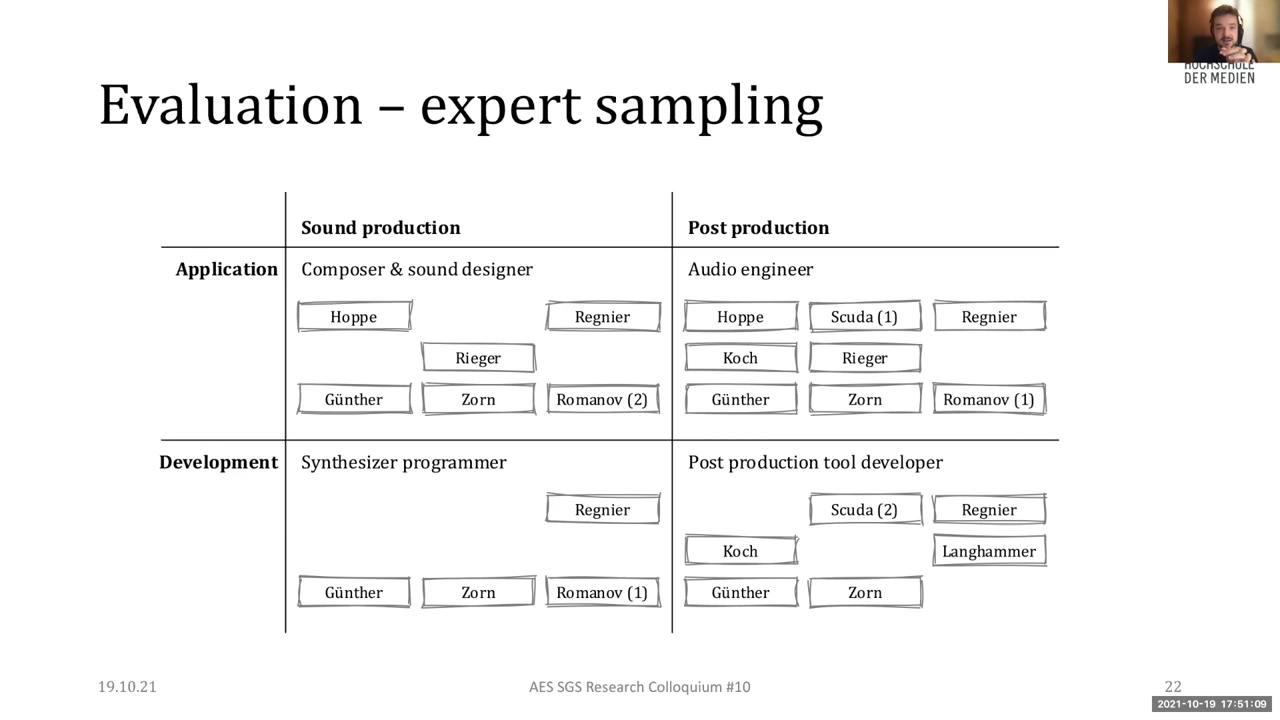 HOCHSCHULE
DER MEDIEN
Evaluation – expert sampling
Sound production
Post production
Application
Composer & sound designer
Audio engineer
Hoppe
Regnier
Hoppe
Scuda (1)
Regnier
Rieger
Koch
Rieger
Günther
Zorn
Romanov (2)
Günther
Zorn
Romanov (1)
Development
Synthesizer programmer
Post production tool developer
Regnier
Scuda (2)
Regnier
Koch
Langhammer
Günther
Zorn
Romanov (1)
Günther
Zorn
19.10.21
AES SGS Research Colloquium #10
22
2021-10-19 17:51:09